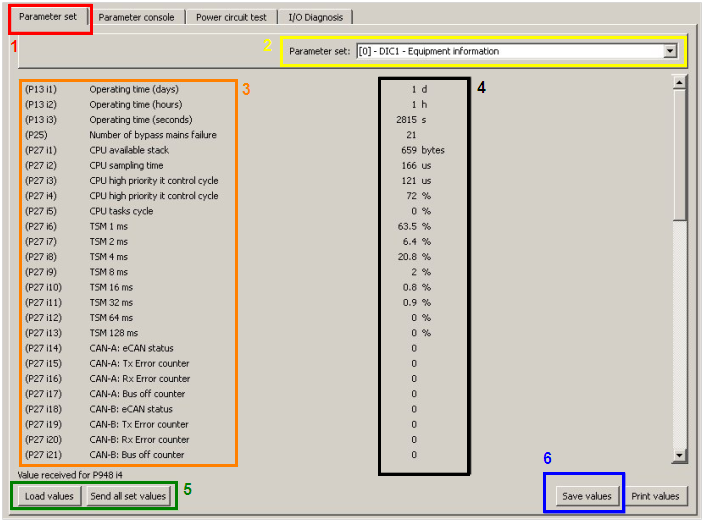 Parameter set Parameter console Power circuit test I/O Diagnosis
1 2 Parameter set: [0] - DIC1 - Equipment information
3 4
(P13 i1) Operating time (days) 1 d
(P13 i2) Operating time (hours) 1 h
(P13 i3) Operating time (seconds) 2815 s
(P25) Number of bypass mains failure 21
(P27 i1) CPU available stack 659 bytes
(P27 i2) CPU sampling time 166 us
(P27 i3) CPU high priority it control cycle 121 us
(P27 i4) CPU high priority it control cycle 72 %
(P27 i5) CPU tasks cycle 0 %
(P27 i6) TSM 1 ms 63.5 %
(P27 i7) TSM 2 ms 6.4 %
(P27 i8) TSM 4 ms 20.8 %
(P27 i9) TSM 8 ms 2 %
(P27 i10) TSM 16 ms 0.8 %
(P27 i11) TSM 32 ms 0.9 %
(P27 i12) TSM 64 ms 0 %
(P27 i13) TSM 128 ms 0 %
(P27 i14) CAN-A: eCAN status 0
(P27 i15) CAN-A: Tx Error counter 0
(P27 i16) CAN-A: Rx Error counter 0
(P27 i17) CAN-A: Bus off counter 0
(P27 i18) CAN-B: eCAN status 0
(P27 i19) CAN-B: Tx Error counter 0
(P27 i20) CAN-B: Rx Error counter 0
(P27 i21) CAN-B: Bus off counter 0
6
Value received for P948 i4
Load values Send all set values 5 Save values Print values